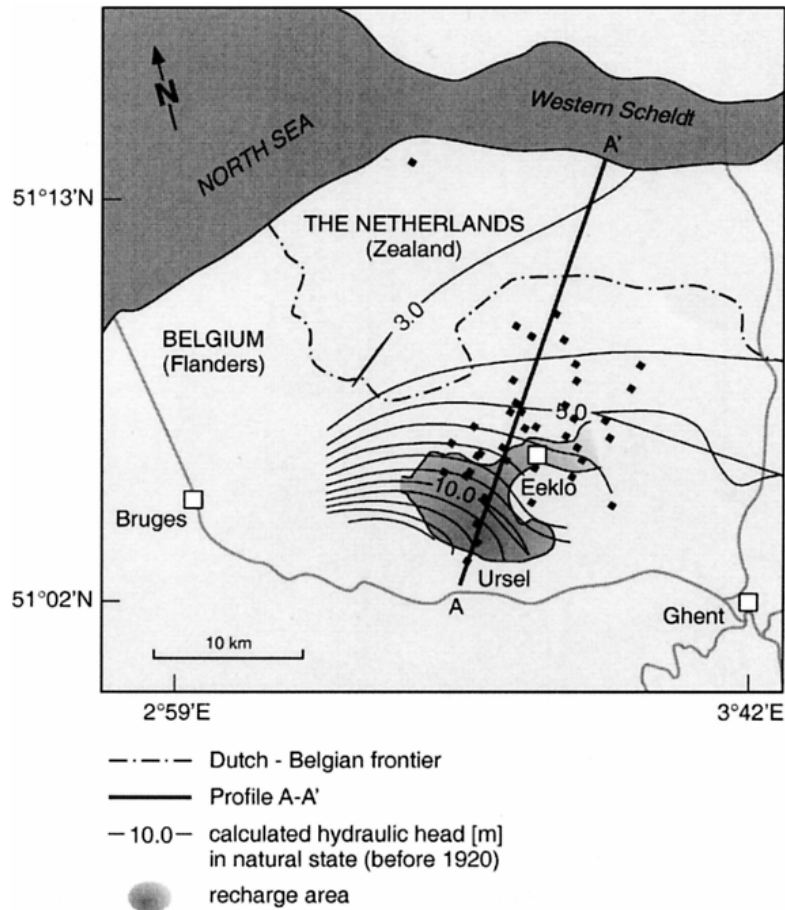 N
NORTH SEA
Western Scheldt
A'
51°13'N
THE NETHERLANDS
(Zealand)
3.0
BELGIUM
(Flanders)
5.0
10.0
Eeklo
Bruges
Ursel
51°02'N
A
Ghent
10 km
2°59'E
3°42'E
Dutch - Belgian frontier
Profile A-A'
10.0 calculated hydraulic head [m]
in natural state (before 1920)
recharge area